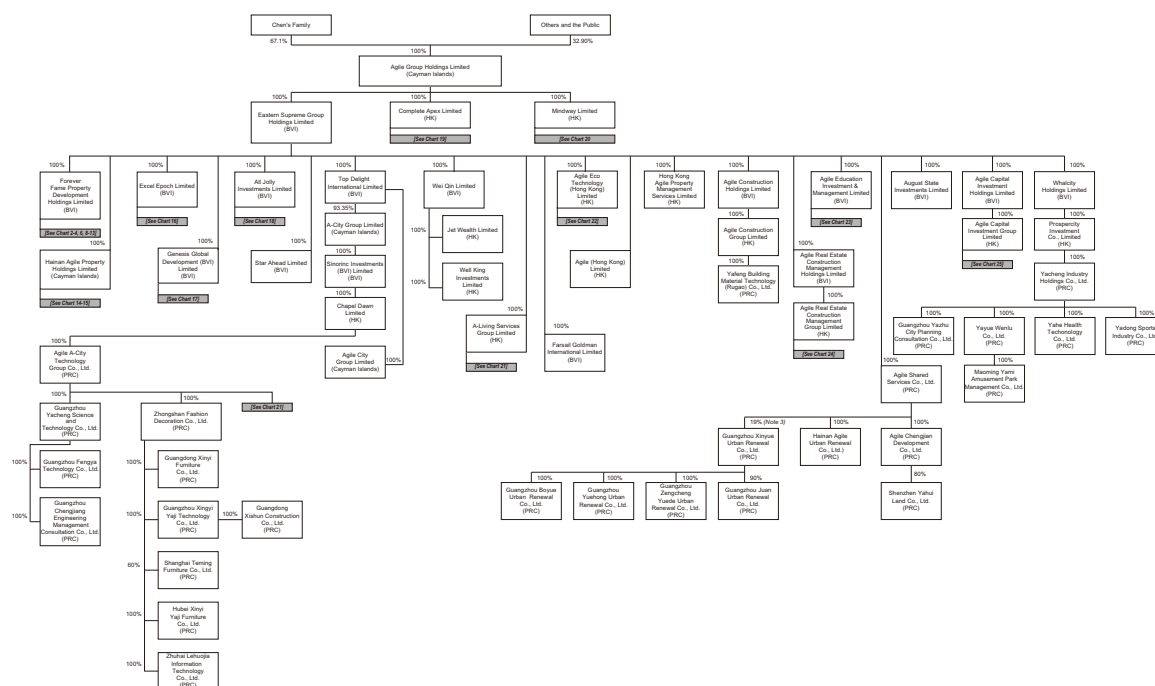 Chen's Family
Others and the Public
67.1%
32.90%
100%
Agile Group Holdings Limited
(Cayman Islands)
100%
100%
100%
Eastern Supreme Group
Holdings Limited
(BVI)
Complete Apex Limited
(HK)
Mindway Limited
(HK)
[See Chart 19]
[See Chart 20
100%
100%
100%
100%
100%
100%
100%
100%
100%
100%
100%
100%
Forever
Fame Property
Development
Holdings Limited
(BVI)
[See Chart 2-4, 6, 8-13]
Excel Epoch Limited
(BVI)
[See Chart 16]
All Jolly
Investments Limited
(BVI)
[See Chart 18]
Top Delight
International Limited
(BVI)
Wei Qin Limited
(BVI)
Agile Eco
Technology
(Hong Kong)
Limited
(HK)
[See Chart 22]
Hong Kong
Agile Property
Management
Services Limited
(HK)
Agile Construction
Holdings Limited
(BVI)
Agile Education
Investment &
Management Limited
(BVI)
[See Chart 23]
August State
Investments Limited
(BVI)
Agile Capital
Investment
Holdings Limited
(BVI)
Whalcity
Holdings Limited
(BVI)
100%
Hainan Agile Property
Holdings Limited
(Cayman Islands)
[See Chart 14-15]
100%
Genesis Global
Development (BVI)
Limited
(BVI)
[See Chart 17]
100%
Star Ahead Limited
(BVI)
93.35%
A-City Group Limited
(Cayman Islands)
100%
Sinorinc Investments
(BVI) Limited
(BVI)
100%
Chapel Dawn
Limited
(HK)
100%
Agile City
Group Limited
(Cayman Islands)
100%
Jet Wealth Limited
(HK)
100%
Well King
Investments
Limited
(HK)
100%
A-Living Services
Group Limited
(HK)
[See Chart 21]
100%
Farsail Goldman
International Limited
(BVI)
100%
Agile (Hong Kong)
Limited
(HK)
100%
Agile Construction
Group Limited
(HK)
100%
Yafeng Building
Material Technology
(Rugao) Co., Ltd.
(PRC)
100%
Agile Real Estate
Construction
Management
Holdings Limited
(BVI)
100%
Agile Real Estate
Construction
Management
Group Limited
(HK)
[See Chart 24]
100%
Agile Capital
Investment Group
Limited
(HK)
[See Chart 25]
100%
Prospercity
Investment
Co., Limited
(HK)
100%
Yacheng Industry
Holdings Co., Ltd.
(PRC)
100%
100%
100%
100%
Guangzhou Yazhu
City Planning
Consultation Co., Ltd.
(PRC)
Yayue Wenlu
Co., Ltd.
(PRC)
Yahe Health
Techonology
Co., Ltd.
(PRC)
Yadong Sports
Industry Co., Ltd
(PRC)
100%
Maoming Yami
Amusement Park
Management Co., Ltd.
(PRC)
100%
Agile Shared
Services Co., Ltd.
(PRC)
19% (Note 3)
100%
100%
Guangzhou Xinyue
Urban Renewal
Co., Ltd.
(PRC)
Hainan Agile
Urban Renewal
Co., Ltd.)
(PRC)
Agile Chengjian
Development
Co., Ltd.
(PRC)
100%
100%
100%
90%
80%
Guangzhou Boyue
Urban Renewal
Co., Ltd.
(PRC)
Guangzhou
Yuehong Urban
Renewal Co., Ltd.
(PRC)
Guangzhou
Zengcheng
Yuede Urban
Renewal Co., Ltd.
(PRC)
Guangzhou Juan
Urban Renewal
Co., Ltd.
(PRC)
Shenzhen Yahui
Land Co., Ltd.
(PRC)
100%
Agile A-City
Technology
Group Co., Ltd.
(PRC)
100%
100%
[See Chart 21]
Guangzhou
Yacheng Science
and
Technology Co., Ltd.
(PRC)
Zhongshan Fashion
Decoration Co., Ltd.
(PRC)
100%
Guangzhou Fengya
Technology Co., Ltd.
(PRC)
100%
Guangzhou
Chengjiang
Engineering
Management
Consultation Co., Ltd.
(PRC)
100%
Guangdong Xinyi
Furniture
Co., Ltd.
(PRC)
100%
Guangzhou Xingyi
Yaji Technology
Co., Ltd.
(PRC)
100%
Guangdong
Xishun Construction
Co., Ltd.
(PRC)
60%
Shanghai Teming
Furniture Co., Ltd.
(PRC)
100%
Hubei Xinyi
Yaji Furniture
Co., Ltd.
(PRC)
100%
Zhuhai Lehuojia
Information
Technology
Co., Ltd.
(PRC)